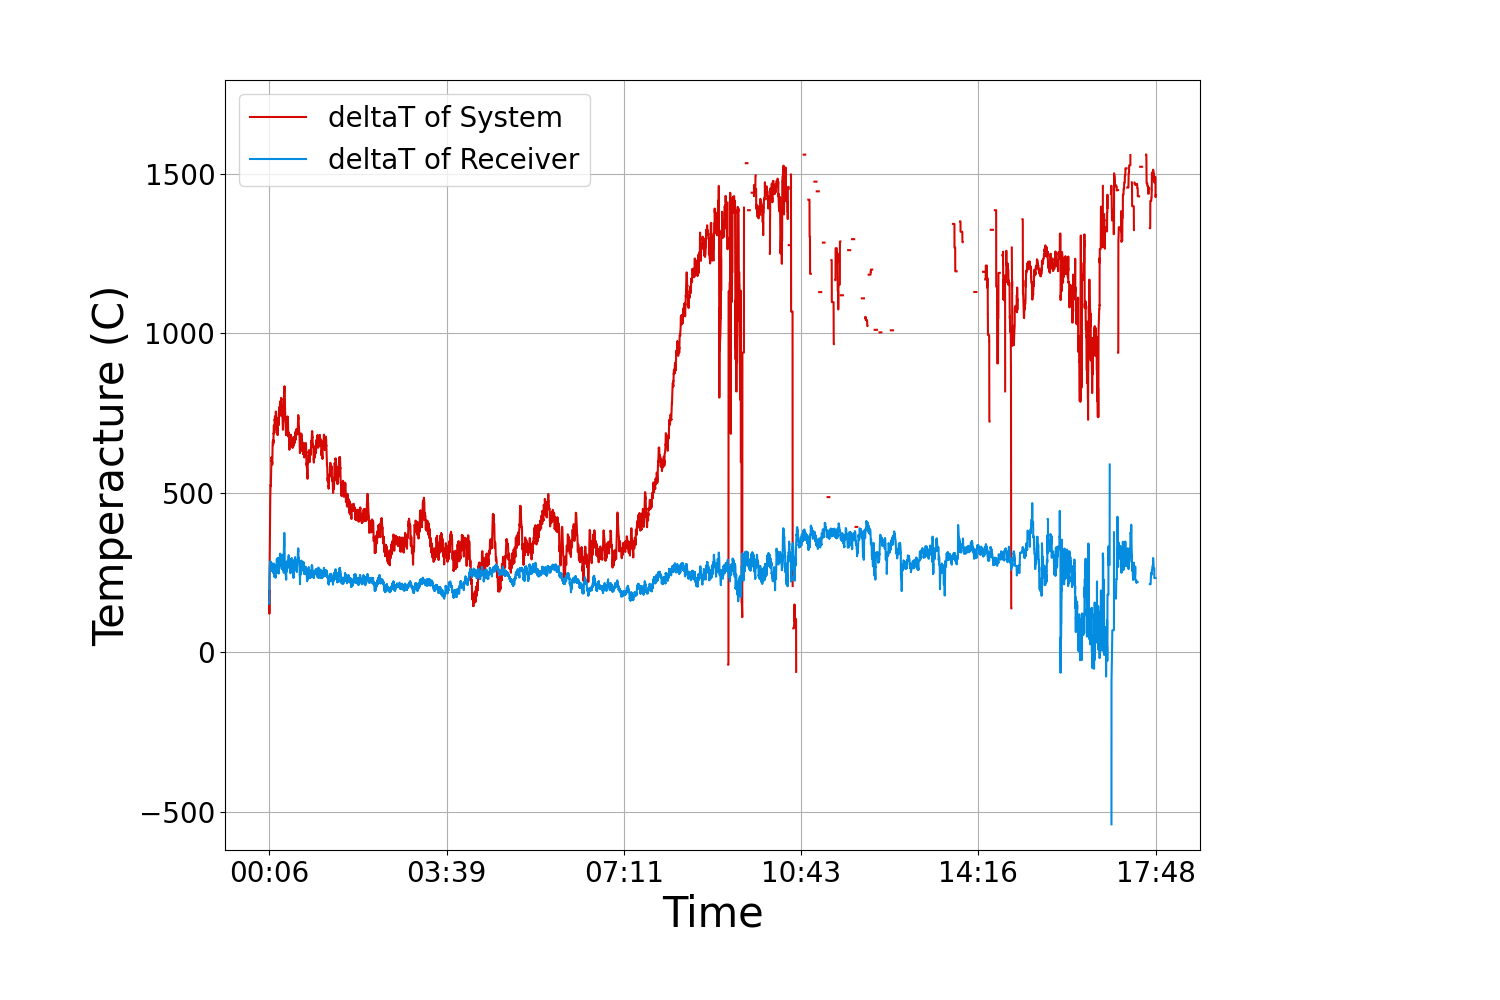 deltaT of System
deltaT of Receiver
Temperacture (C)
1500
1000
500
0
−500
00:06 03:39 07:11 10:43 14:16 17:48
Time